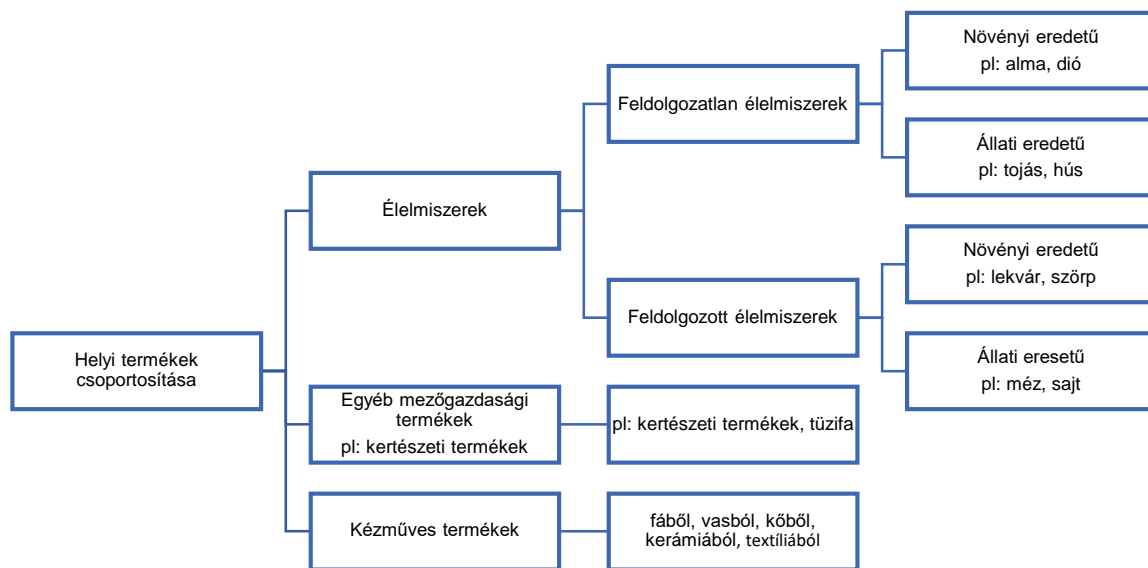 Helyi termékek
csoportosítása
Élelmiszerek
Feldolgozatlan élelmiszerek
Növényi eredetű
pl: alma, dió
Állati eredetű
pl: tojás, hús
Feldolgozott élelmiszerek
Növényi eredetű
pl: lekvár, szörp
Állati eresetű
pl: méz, sajt
Egyéb mezőgazdasági
termékek
pl: kertészeti termékek
pl: kertészeti termékek, tüzifa
Kézműves termékek
fából, vasból, kőből,
kerámiából, textíliából